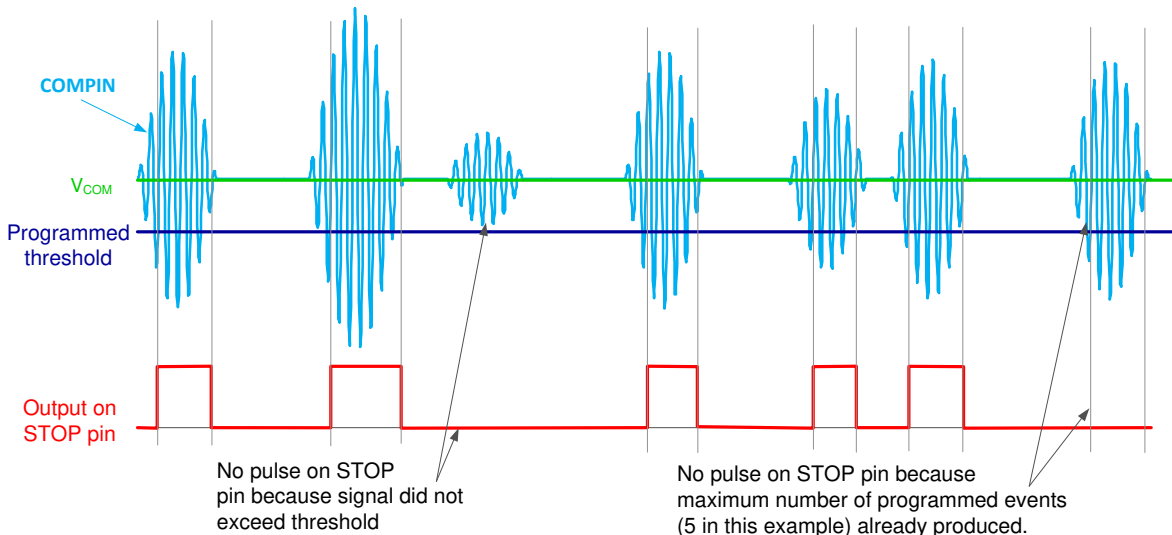 COMPIN
VCOM
Programmed
threshold
Output on
STOP pin
No pulse on STOP
pin because signal did not
exceed threshold
No pulse on STOP pin because
maximum number of programmed events
(5 in this example) already produced.